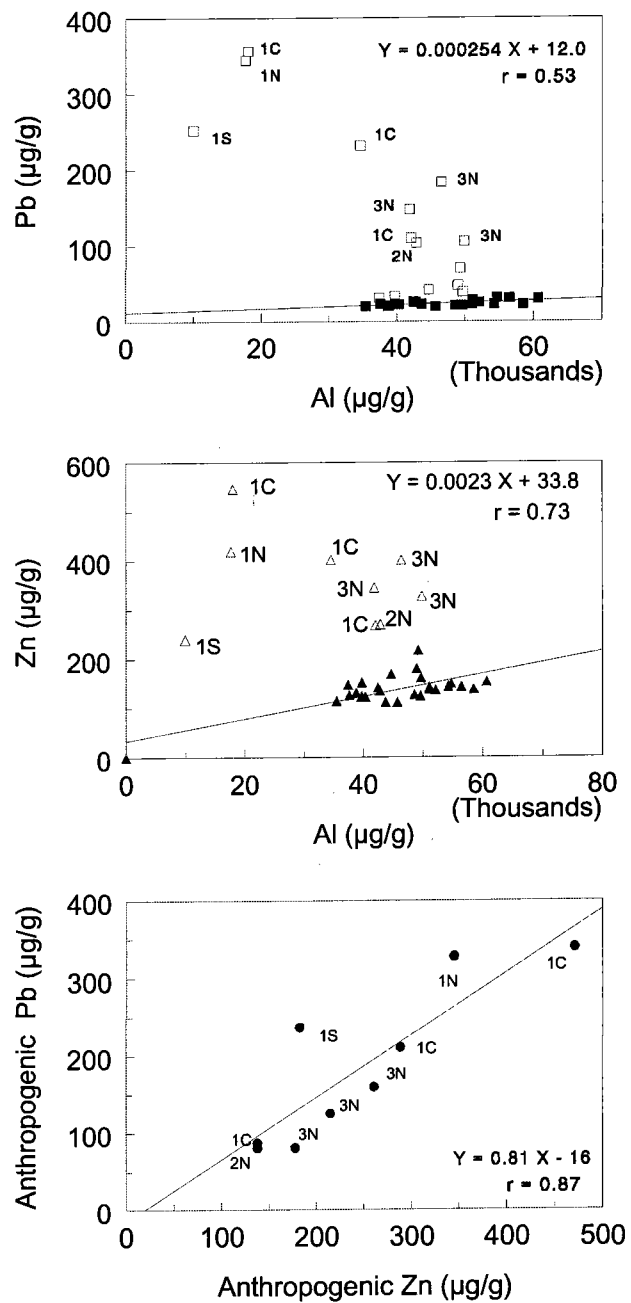 400
300
200
100
0
Pb (µg/g)
Y = 0.000254 X + 12.0
r = 0.53
1C
1N
1S
1C
3N
3N
1C
2N
3N
0 20 40 60
(Thousands)
Al (µg/g)
600
400
200
0
Zn (µg/g)
Y = 0.0023 X + 33.8
r = 0.73
1C
1N
1C
3N
3N
3N
1C
2N
1S
0 20 40 60 80
(Thousands)
Al (µg/g)
400
300
200
100
0
Anthropogenic Pb (µg/g)
1N
1C
1S
1C
3N
3N
1C
3N
2N
Y = 0.81 X - 16
r = 0.87
0 100 200 300 400 500
Anthropogenic Zn (µg/g)